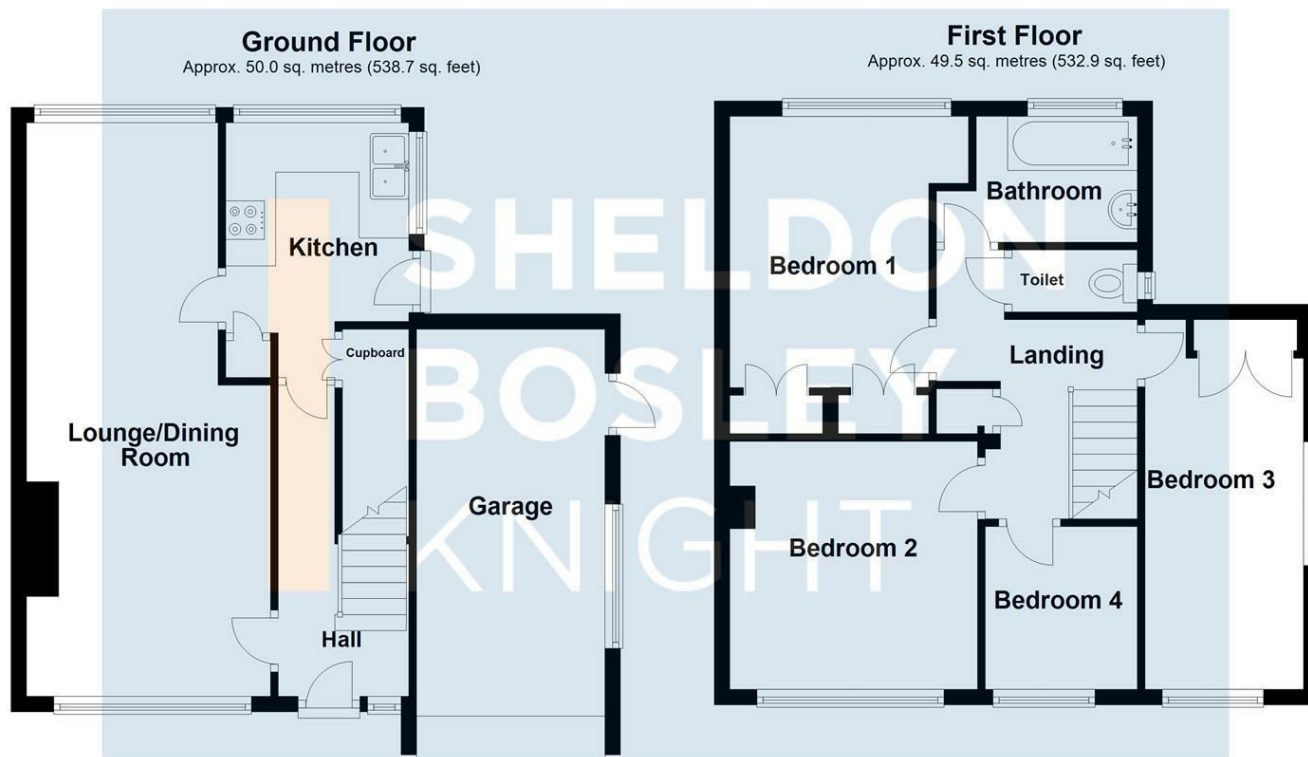 Ground Floor
Approx. 50.0 sq. metres (538.7 sq. feet)
Kitchen
Cupboard
Lounge/Dining
Room
Garage
Hall
First Floor
Approx. 49.5 sq. metres (532.9 sq. feet)
Bathroom
Bedroom 1
Toilet
Landing
Bedroom 3
Bedroom 2
Bedroom 4
SHELDON
BOSLEY
KNIGHT